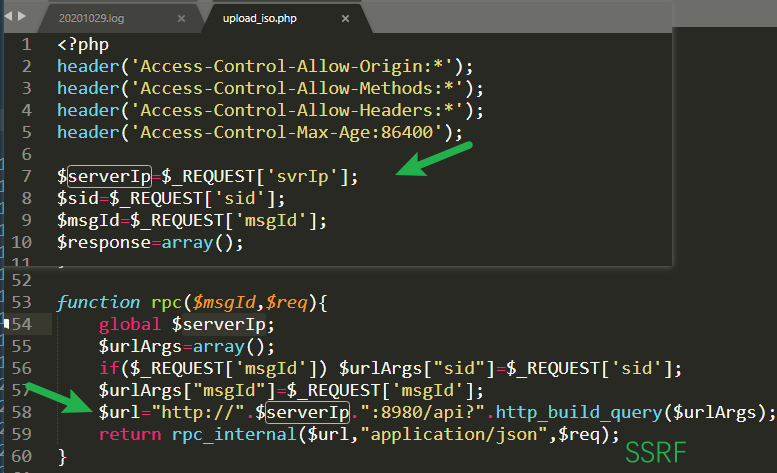 20201029.log × upload_iso.php ×
1 <?php
2 header('Access-Control-Allow-Origin:*');
3 header('Access-Control-Allow-Methods:*');
4 header('Access-Control-Allow-Headers:*');
5 header('Access-Control-Max-Age:86400');
6
7 $serverIp=$_REQUEST['svrIp'];
8 $sid=$_REQUEST['sid'];
9 $msgId=$_REQUEST['msgId'];
10 $response=array();
11
52
53 function rpc($msgId,$req){
54 global $serverIp;
55 $urlArgs=array();
56 if($_REQUEST['msgId']) $urlArgs["sid"]=$_REQUEST['sid'];
57 $urlArgs["msgId"]=$_REQUEST['msgId'];
58 $url="http://".$serverIp.":8980/api?".http_build_query($urlArgs);
59 return rpc_internal($url,"application/json",$req);
60 }
SSRF